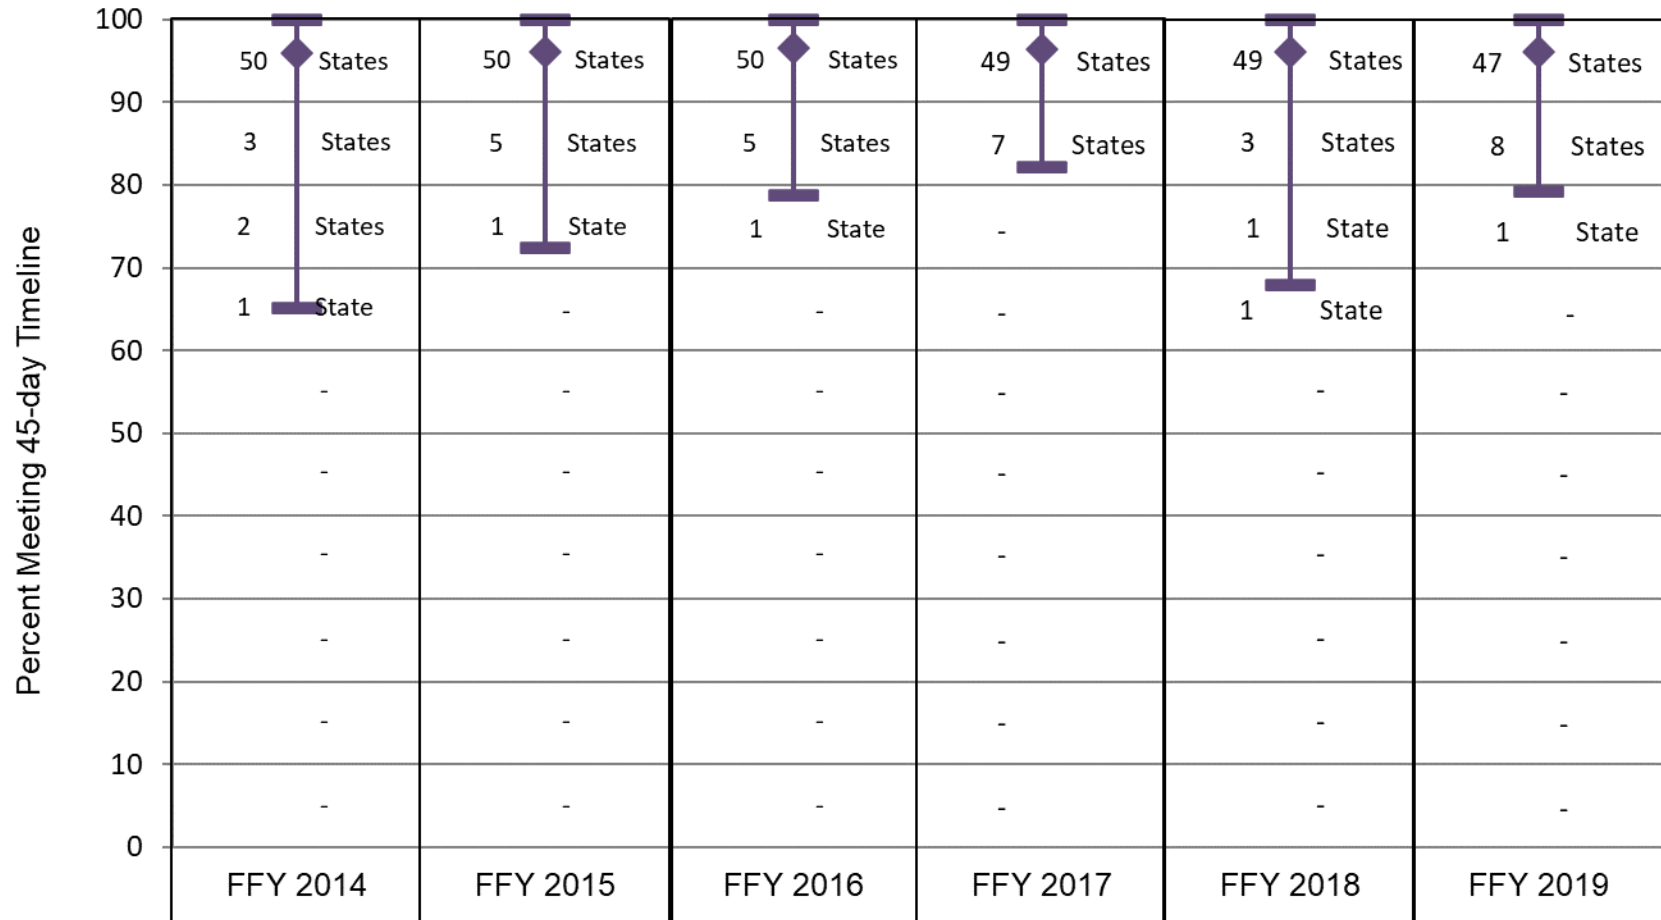 Percent Meeting 45-day Timeline
100
50 States 50 States 50 States 49 States 49 States 47 States
90
3 States 5 States 5 States 7 States 3 States 8 States
80
2 States 1 State 1 State - 1 State 1 State
70
1 State - - - 1 State -
60
- - - - - -
50
- - - - - -
40
- - - - - -
30
- - - - - -
20
- - - - - -
10
- - - - - -
0
FFY 2014 FFY 2015 FFY 2016 FFY 2017 FFY 2018 FFY 2019